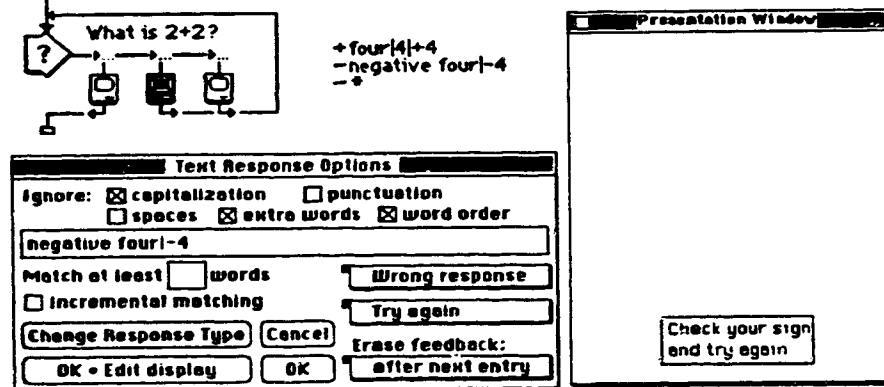 What is 2+2?
?
+four|4|+4
-negative four|-4
- *
Presentation Window
Text Response Options
Ignore: capitalization punctuation
spaces extra words word order
negative four|-4
Match at least words
Incremental matching
Wrong response
Try again
Change Response Type Cancel
Erase feedback:
OK - Edit display OK
after next entry
Check your sign
and try again